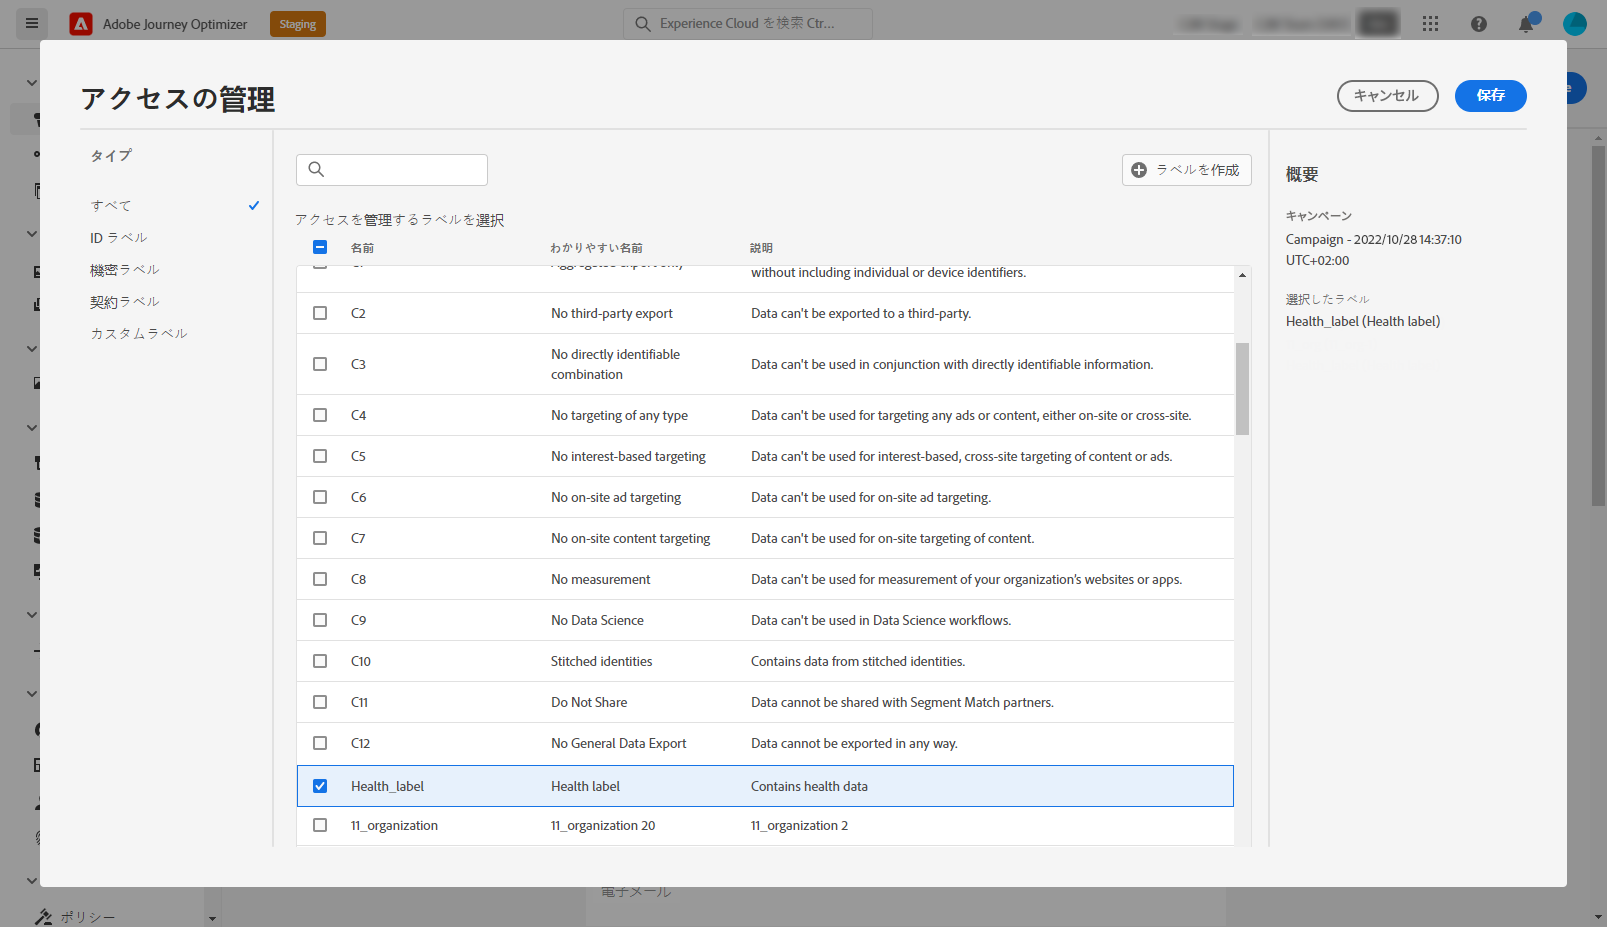 Adobe Journey Optimizer
Staging
Experience Cloud を検索 Ctr...
アクセスの管理
キャンセル
保存
タイプ
すべて
ID ラベル
機密ラベル
契約ラベル
カスタムラベル
ラベルを作成
アクセスを管理するラベルを選択
名前 わかりやすい名前 説明
without including individual or device identifiers.
C2 No third-party export Data can't be exported to a third-party.
C3 No directly identifiable combination Data can't be used in conjunction with directly identifiable information.
C4 No targeting of any type Data can't be used for targeting any ads or content, either on-site or cross-site.
C5 No interest-based targeting Data can't be used for interest-based, cross-site targeting of content or ads.
C6 No on-site ad targeting Data can't be used for on-site ad targeting.
C7 No on-site content targeting Data can't be used for on-site targeting of content.
C8 No measurement Data can't be used for measurement of your organization's websites or apps.
C9 No Data Science Data can't be used in Data Science workflows.
C10 Stitched identities Contains data from stitched identities.
C11 Do Not Share Data cannot be shared with Segment Match partners.
C12 No General Data Export Data cannot be exported in any way.
Health_label Health label Contains health data
11_organization 11_organization 20 11_organization 2
概要
キャンペーン
Campaign - 2022/10/28 14:37:10
UTC+02:00
選択したラベル
Health_label (Health label)
電子メール
ポリシー